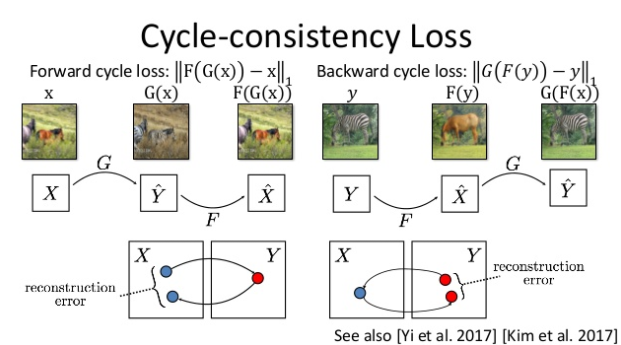 Cycle-consistency Loss
Forward cycle loss: ‖F(G(x)) − x‖₁
Backward cycle loss: ‖G(F(y)) − y‖₁
x G(x) F(G(x))
y F(y) G(F(x))
X G Ŷ F X̂
Y F X̂ G Ŷ
X Y
reconstruction
error
X Y
reconstruction
error
See also [Yi et al. 2017] [Kim et al. 2017]